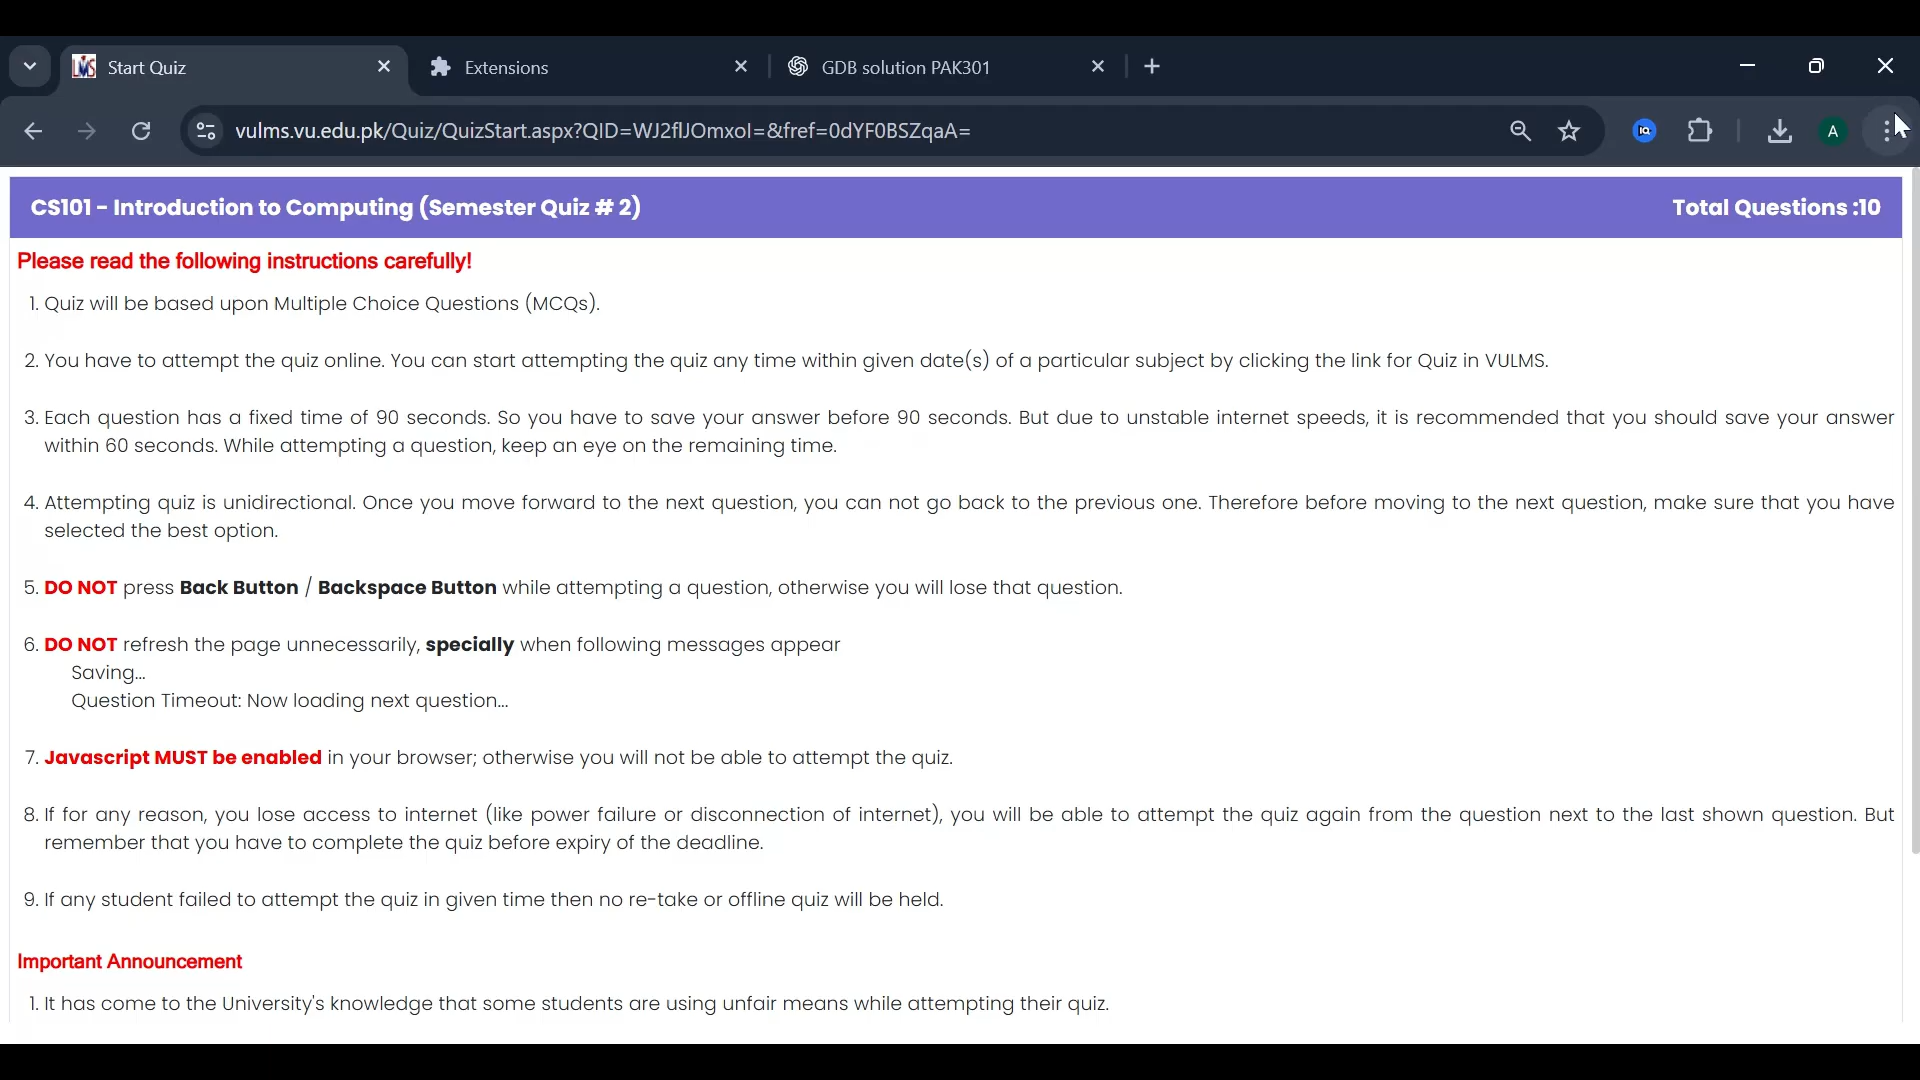 Start Quiz
Extensions
GDB solution PAK301
vulms.vu.edu.pk/Quiz/QuizStart.aspx?QID=WJ2flJOmxoI=&fref=0dYF0BSZqaA=
IQ
A
CS101 - Introduction to Computing (Semester Quiz # 2)
Total Questions :10
Please read the following instructions carefully!
1. Quiz will be based upon Multiple Choice Questions (MCQs).
2. You have to attempt the quiz online. You can start attempting the quiz any time within given date(s) of a particular subject by clicking the link for Quiz in VULMS.
3. Each question has a fixed time of 90 seconds. So you have to save your answer before 90 seconds. But due to unstable internet speeds, it is recommended that you should save your answer
within 60 seconds. While attempting a question, keep an eye on the remaining time.
4. Attempting quiz is unidirectional. Once you move forward to the next question, you can not go back to the previous one. Therefore before moving to the next question, make sure that you have
selected the best option.
5. DO NOT press Back Button / Backspace Button while attempting a question, otherwise you will lose that question.
6. DO NOT refresh the page unnecessarily, specially when following messages appear
Saving...
Question Timeout: Now loading next question...
7. Javascript MUST be enabled in your browser; otherwise you will not be able to attempt the quiz.
8. If for any reason, you lose access to internet (like power failure or disconnection of internet), you will be able to attempt the quiz again from the question next to the last shown question. But
remember that you have to complete the quiz before expiry of the deadline.
9. If any student failed to attempt the quiz in given time then no re-take or offline quiz will be held.
Important Announcement
1. It has come to the University's knowledge that some students are using unfair means while attempting their quiz.